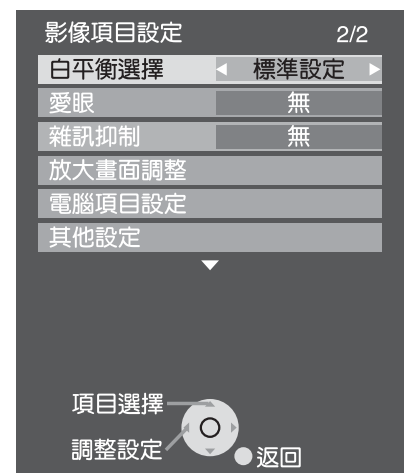 影像項目設定 2/2
白平衡選擇 標準設定
愛眼 無
雜訊抑制 無
放大畫面調整
電腦項目設定
其他設定
項目選擇
調整設定
返回